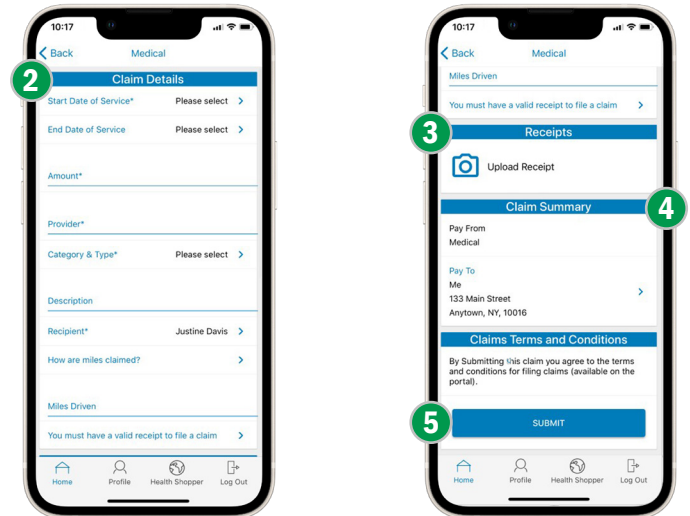 10:17
Back
Medical
2
Claim Details
Start Date of Service*
Please select
End Date of Service
Please select
Amount*
Provider*
Category & Type*
Please select
Description
Recipient*
Justine Davis
How are miles claimed?
Miles Driven
You must have a valid receipt to file a claim
Home
Profile
Health Shopper
Log Out
10:17
Back
Medical
Miles Driven
You must have a valid receipt to file a claim
3
Receipts
Upload Receipt
Claim Summary
4
Pay From
Medical
Pay To
Me
133 Main Street
Anytown, NY, 10016
Claims Terms and Conditions
By Submitting this claim you agree to the terms
and conditions for filing claims (available on the
portal).
5
SUBMIT
Home
Profile
Health Shopper
Log Out